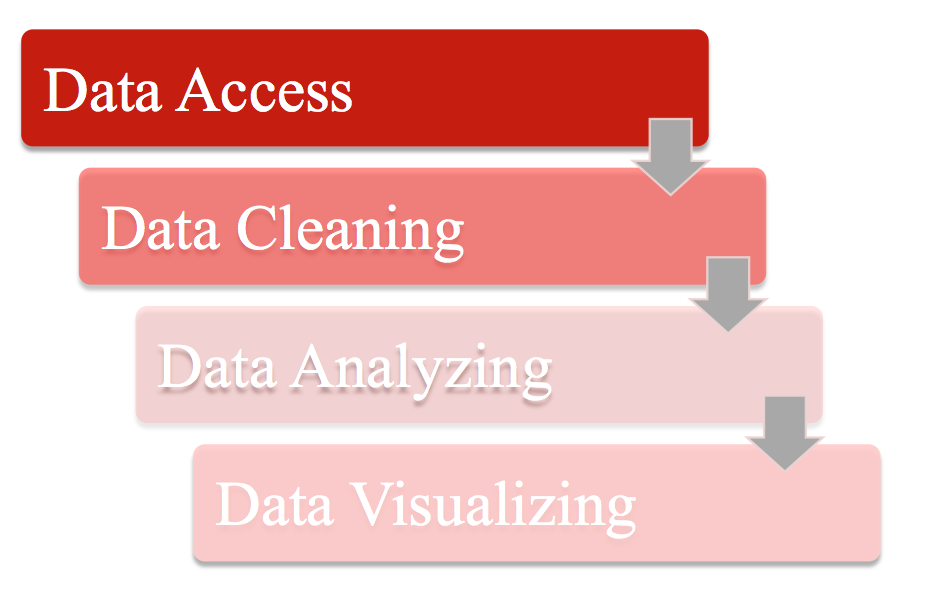 Data Access
Data Cleaning
Data Analyzing
Data Visualizing